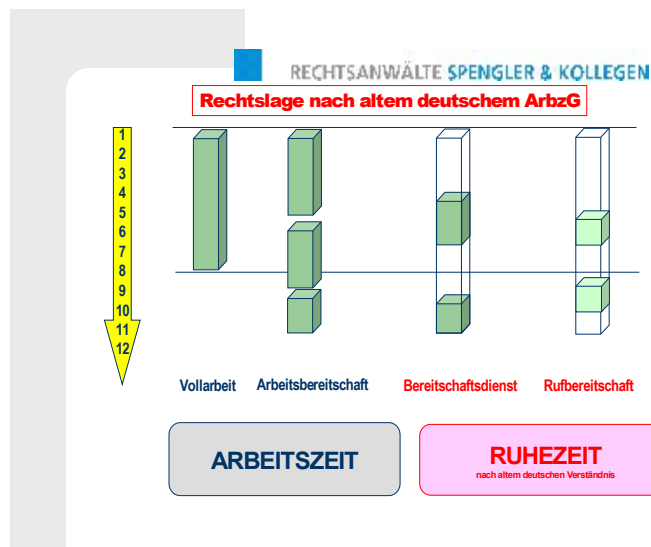 RECHTSANWÄLTE SPENGLER & KOLLEGEN
Rechtslage nach altem deutschem ArbzG
1
2
3
4
5
6
7
8
9
10
11
12
Vollarbeit Arbeitsbereitschaft Bereitschaftsdienst Rufbereitschaft
ARBEITSZEIT RUHEZEIT
nach altem deutschen Verständnis